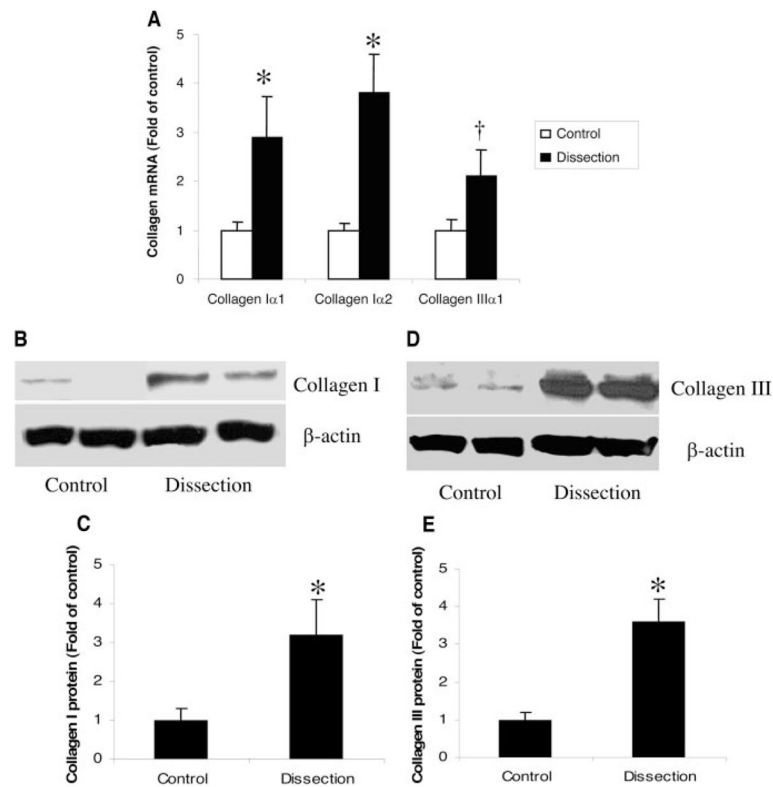 A
Collagen mRNA (Fold of control)
5
4
3
2
1
0
*
*
†
Collagen Iα1
Collagen Iα2
Collagen IIIα1
Control
Dissection
B
Collagen I
β-actin
Control
Dissection
D
Collagen III
β-actin
Control
Dissection
C
Collagen I protein (Fold of control)
5
4
3
2
1
0
*
Control
Dissection
E
Collagen III protein (Fold of control)
5
4
3
2
1
0
*
Control
Dissection